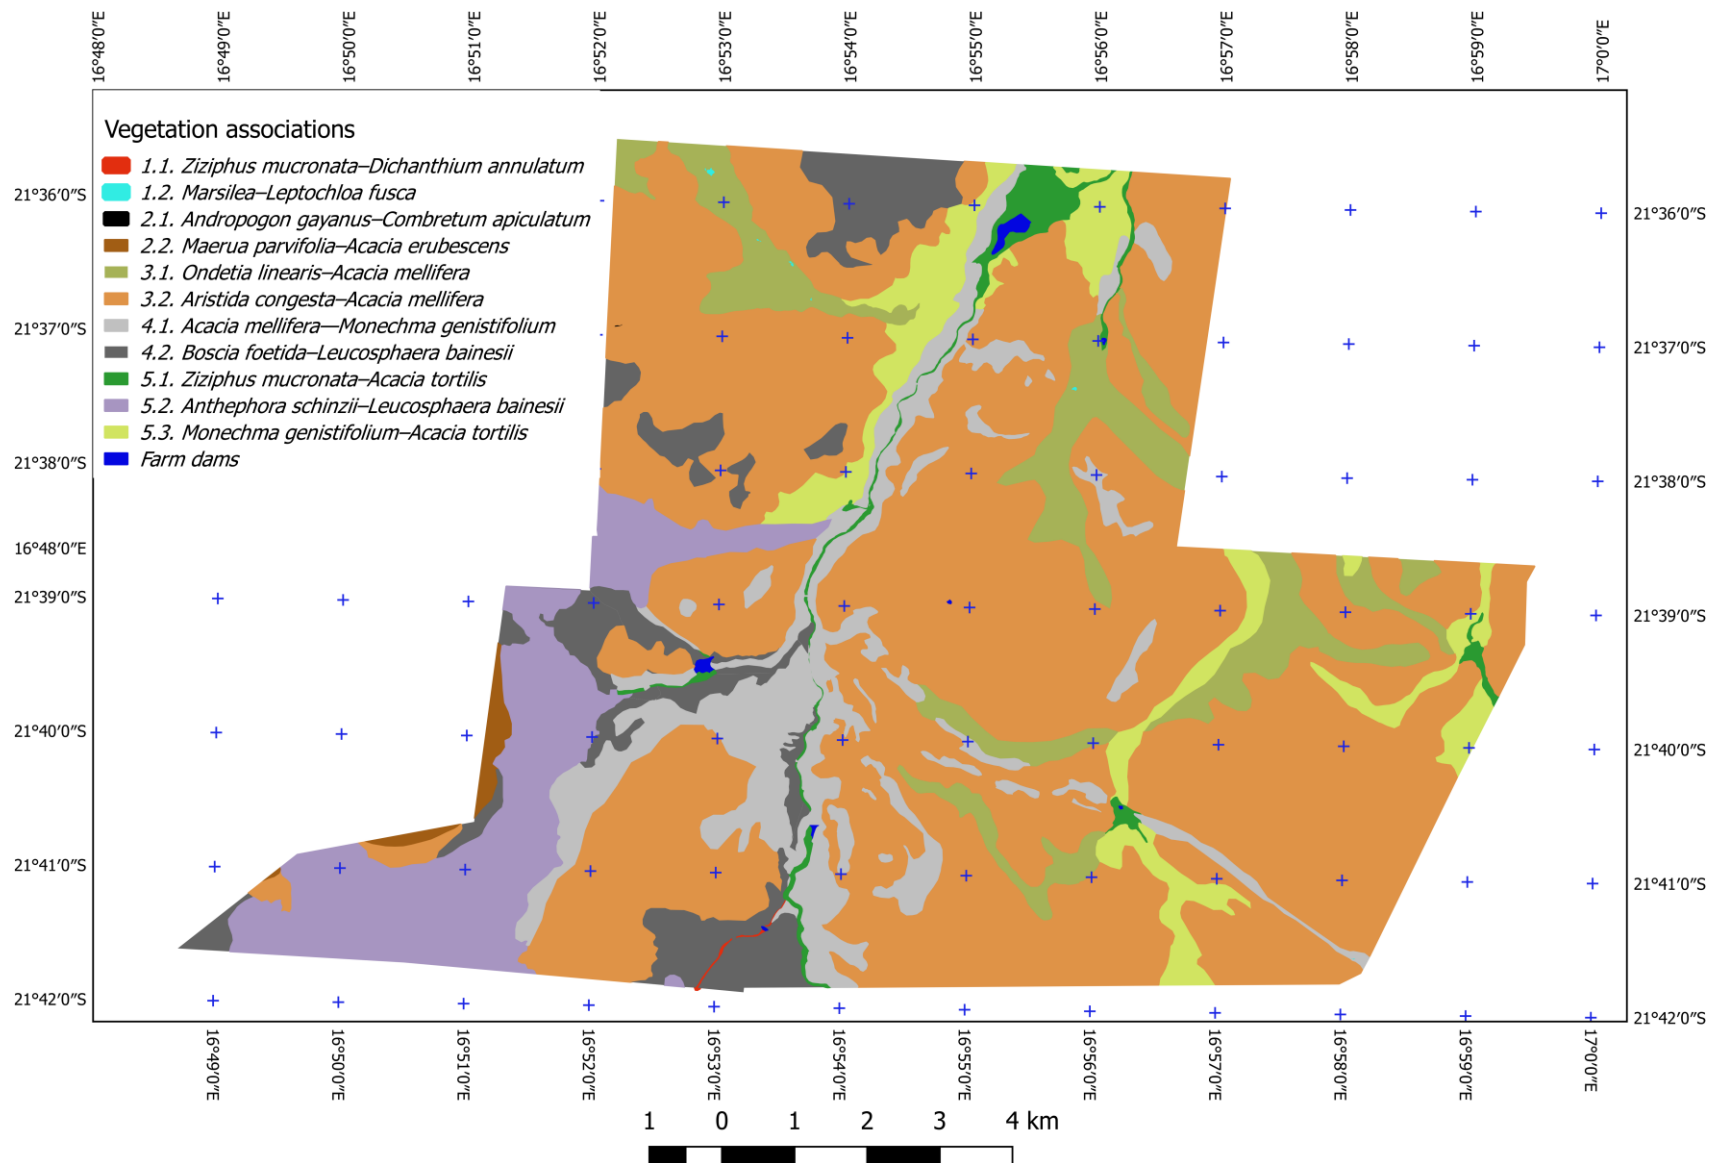 16°48′0″E
16°49′0″E
16°50′0″E
16°51′0″E
16°52′0″E
16°53′0″E
16°54′0″E
16°55′0″E
16°56′0″E
16°57′0″E
16°58′0″E
16°59′0″E
17°0′0″E
Vegetation associations
1.1. Ziziphus mucronata–Dichanthium annulatum
1.2. Marsilea–Leptochloa fusca
2.1. Andropogon gayanus–Combretum apiculatum
2.2. Maerua parvifolia–Acacia erubescens
3.1. Ondetia linearis–Acacia mellifera
3.2. Aristida congesta–Acacia mellifera
4.1. Acacia mellifera—Monechma genistifolium
4.2. Boscia foetida–Leucosphaera bainesii
5.1. Ziziphus mucronata–Acacia tortilis
5.2. Anthephora schinzii–Leucosphaera bainesii
5.3. Monechma genistifolium–Acacia tortilis
Farm dams
21°36′0″S
21°37′0″S
21°38′0″S
16°48′0″E
21°39′0″S
21°40′0″S
21°41′0″S
21°42′0″S
21°36′0″S
21°37′0″S
21°38′0″S
21°39′0″S
21°40′0″S
21°41′0″S
21°42′0″S
16°49′0″E
16°50′0″E
16°51′0″E
16°52′0″E
16°53′0″E
16°54′0″E
16°55′0″E
16°56′0″E
16°57′0″E
16°58′0″E
16°59′0″E
17°0′0″E
1 0 1 2 3 4 km